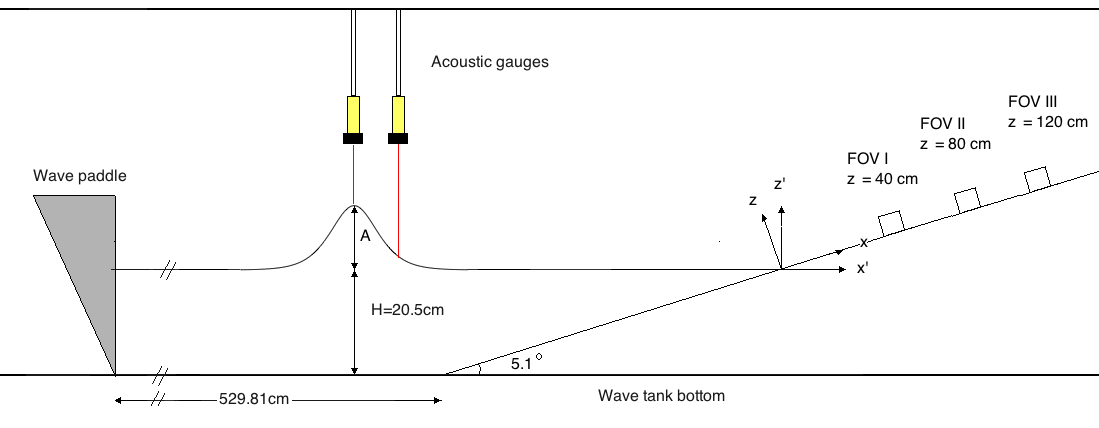 Acoustic gauges
FOV III
z = 120 cm
FOV II
z = 80 cm
FOV I
z = 40 cm
Wave paddle
z'
z
A
x
x'
H=20.5cm
5.1°
529.81cm
Wave tank bottom